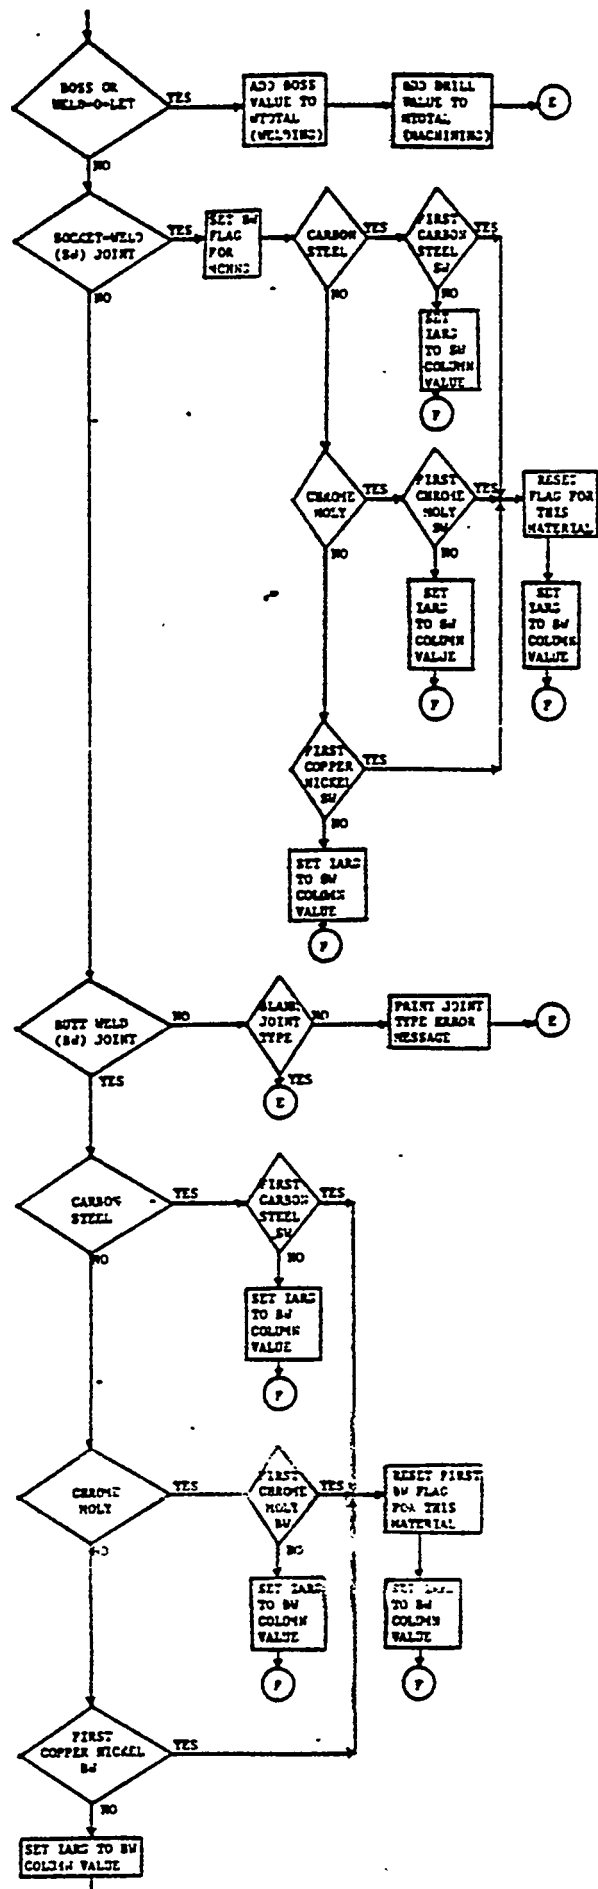 BOSS OR
WELD-O-LET
YES
ADD BOSS
VALUE TO
WTOTAL
(WELDING)
ADD DRILL
VALUE TO
MTOTAL
(MACHINING)
E
NO
SOCKET-WELD
(SW) JOINT
YES
SET SW
FLAG
FOR
CARBON
STEEL
YES
FIRST
CARBON
STEEL
SW
YES
NO
NO
NO
SET
TO SW
COLUMN
VALUE
F
CHROME
MOLY
YES
FIRST
CHROME
MOLY
SW
YES
RESET
FLAG FOR
THIS
MATERIAL
NO
NO
SET
TO SW
COLUMN
VALUE
F
SET
TO SW
COLUMN
VALUE
F
FIRST
COPPER
NICKEL
SW
YES
NO
SET
TO SW
COLUMN
VALUE
F
BUTT WELD
(BW) JOINT
NO
BLANK
JOINT
TYPE
NO
PRINT JOINT
TYPE ERROR
MESSAGE
E
YES
YES
E
CARBON
STEEL
YES
FIRST
CARBON
STEEL
YES
NO
NO
SET
TO BW
COLUMN
VALUE
F
CHROME
MOLY
YES
FIRST
CHROME
MOLY
BW
YES
RESET FIRST
BW FLAG
FOR THIS
MATERIAL
NO
NO
SET
TO BW
COLUMN
VALUE
F
SET
TO BW
COLUMN
VALUE
F
FIRST
COPPER NICKEL
BW
YES
NO
SET TO BW
COLUMN VALUE